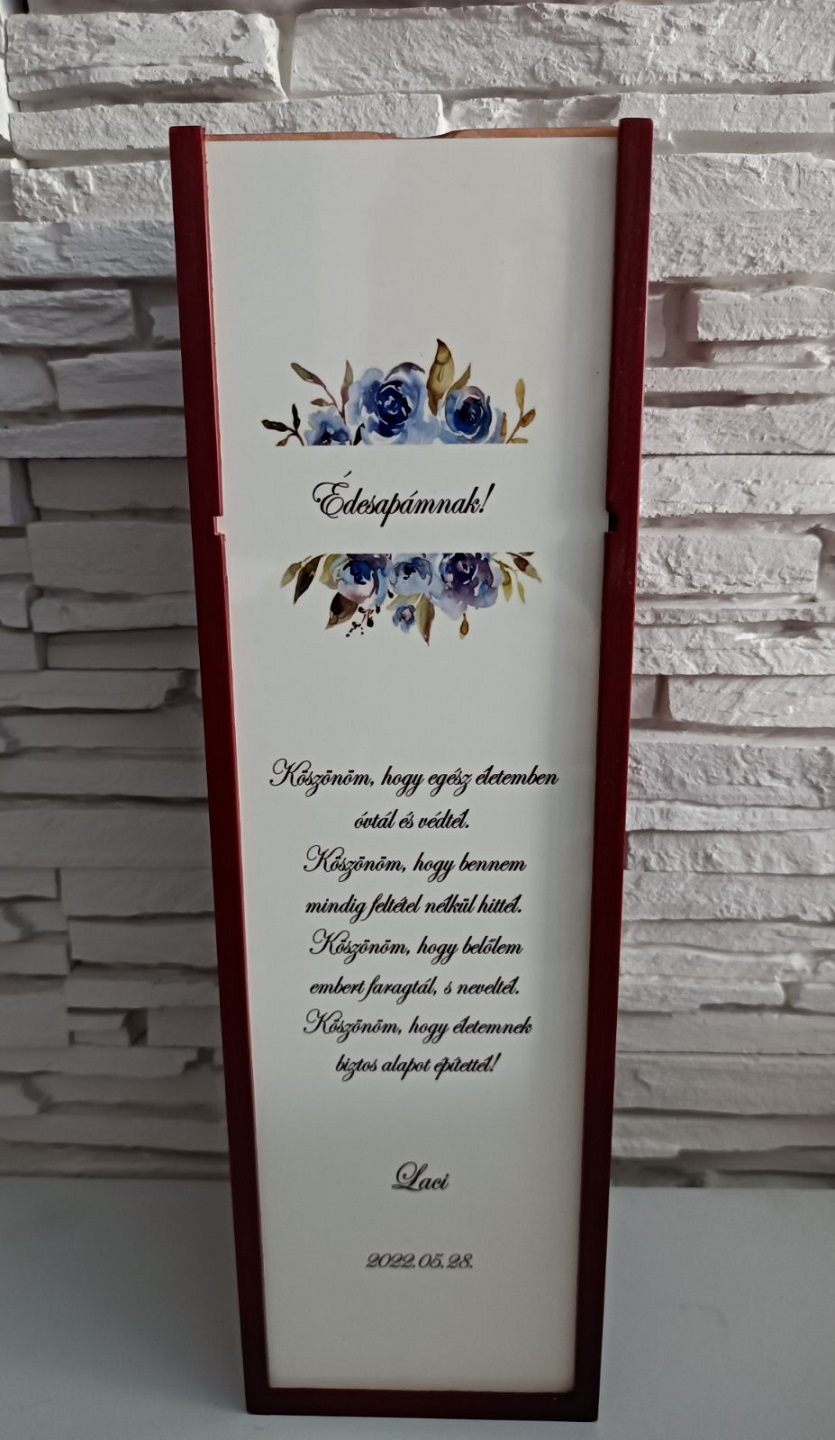 Édesapámnak!
Köszönöm, hogy egész életemben
óvtál és védtél.
Köszönöm, hogy bennem
mindig feltétel nélkül hittél.
Köszönöm, hogy belőlem
embert faragtál, s neveltél.
Köszönöm, hogy életemnek
biztos alapot építettél!
Laci
2022.05.28.